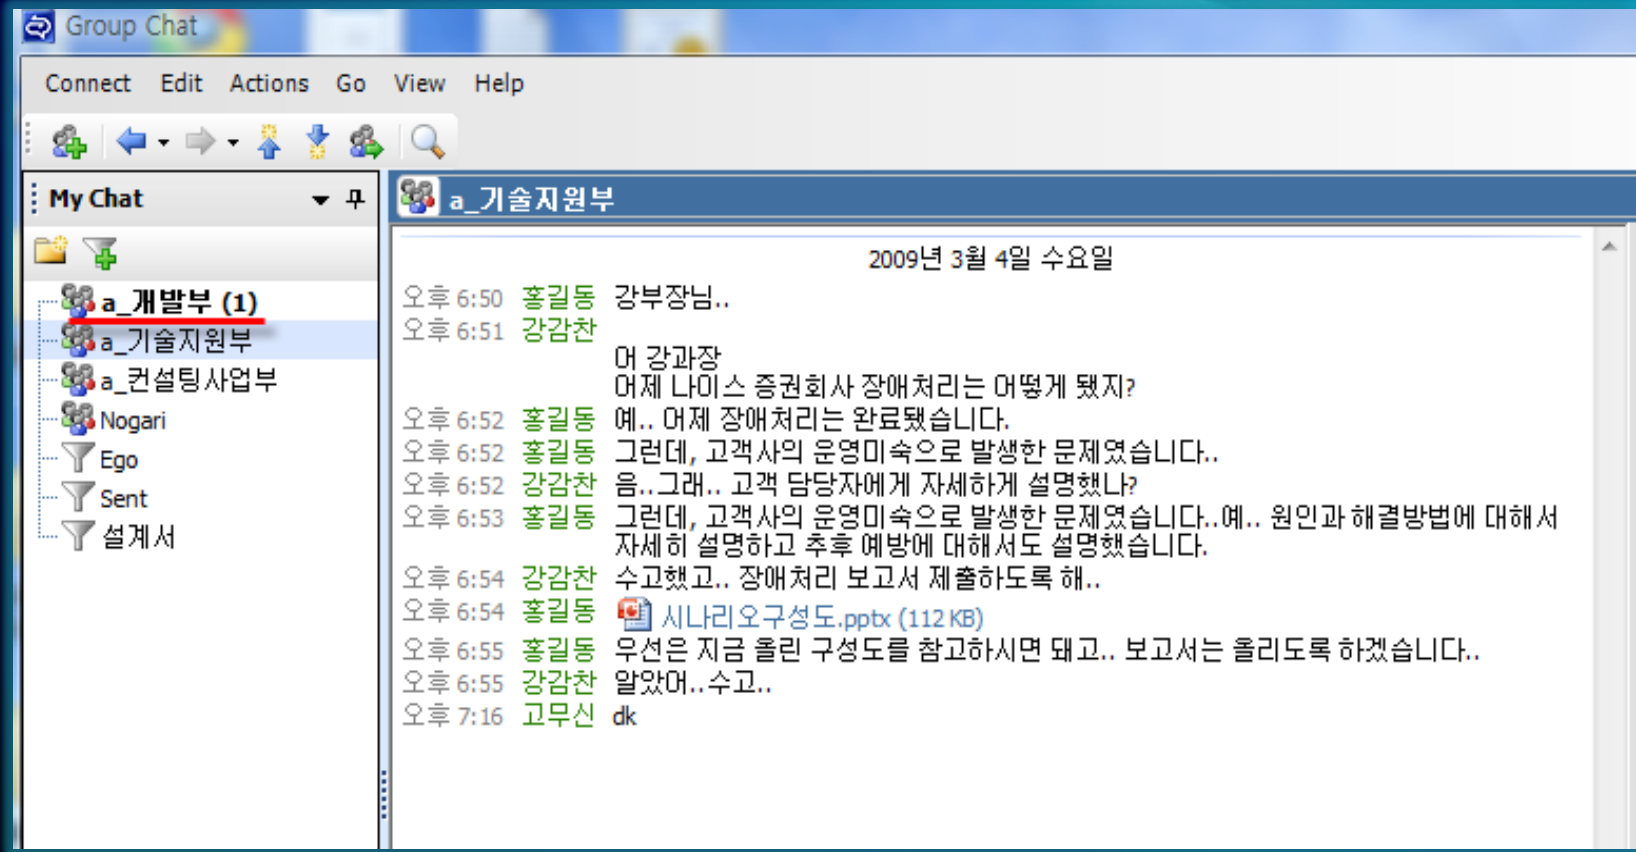 Group Chat
Connect Edit Actions Go View Help
My Chat
a_개발부 (1)
a_기술지원부
a_컨설팅사업부
Nogari
Ego
Sent
설계서
a_기술지원부
2009년 3월 4일 수요일
오후 6:50 홍길동 강부장님..
오후 6:51 강감찬
어 강과장
어제 나이스 증권회사 장애처리는 어떻게 됐지?
오후 6:52 홍길동 예.. 어제 장애처리는 완료됐습니다.
오후 6:52 홍길동 그런데, 고객사의 운영미숙으로 발생한 문제였습니다..
오후 6:52 강감찬 음..그래.. 고객 담당자에게 자세하게 설명했나?
오후 6:53 홍길동 그런데, 고객사의 운영미숙으로 발생한 문제였습니다..예.. 원인과 해결방법에 대해서
자세히 설명하고 추후 예방에 대해서도 설명했습니다.
오후 6:54 강감찬 수고했고.. 장애처리 보고서 제출하도록 해..
오후 6:54 홍길동 시나리오구성도.pptx (112 KB)
오후 6:55 홍길동 우선은 지금 올린 구성도를 참고하시면 돼고.. 보고서는 올리도록 하겠습니다..
오후 6:55 강감찬 알았어..수고..
오후 7:16 고무신 dk